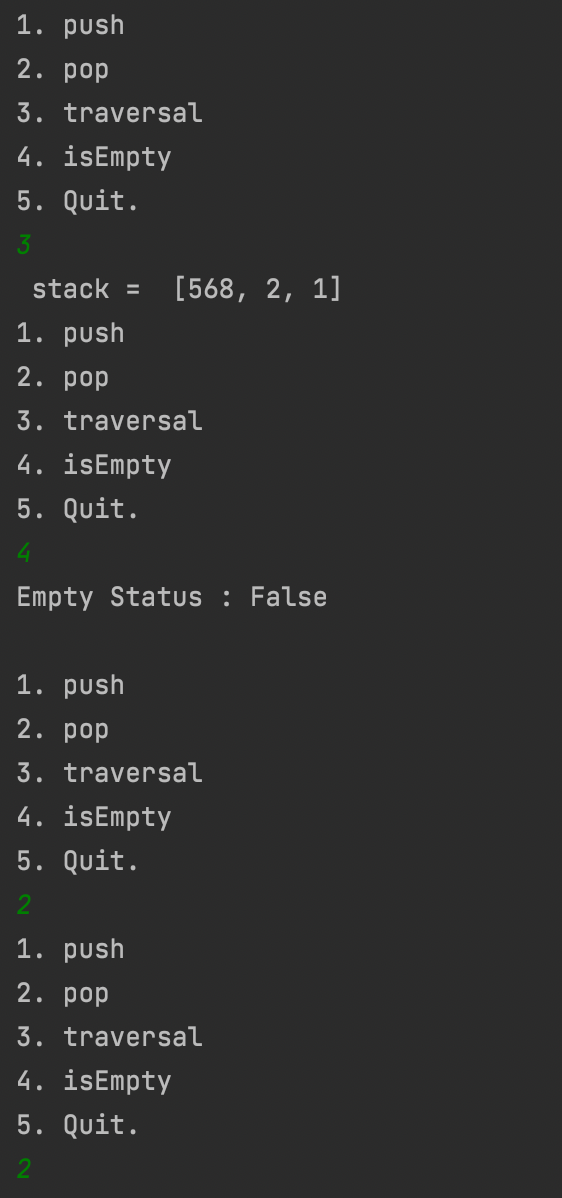 1. push
2. pop
3. traversal
4. isEmpty
5. Quit.
3
 stack =  [568, 2, 1]
1. push
2. pop
3. traversal
4. isEmpty
5. Quit.
4
Empty Status : False

1. push
2. pop
3. traversal
4. isEmpty
5. Quit.
2
1. push
2. pop
3. traversal
4. isEmpty
5. Quit.
2